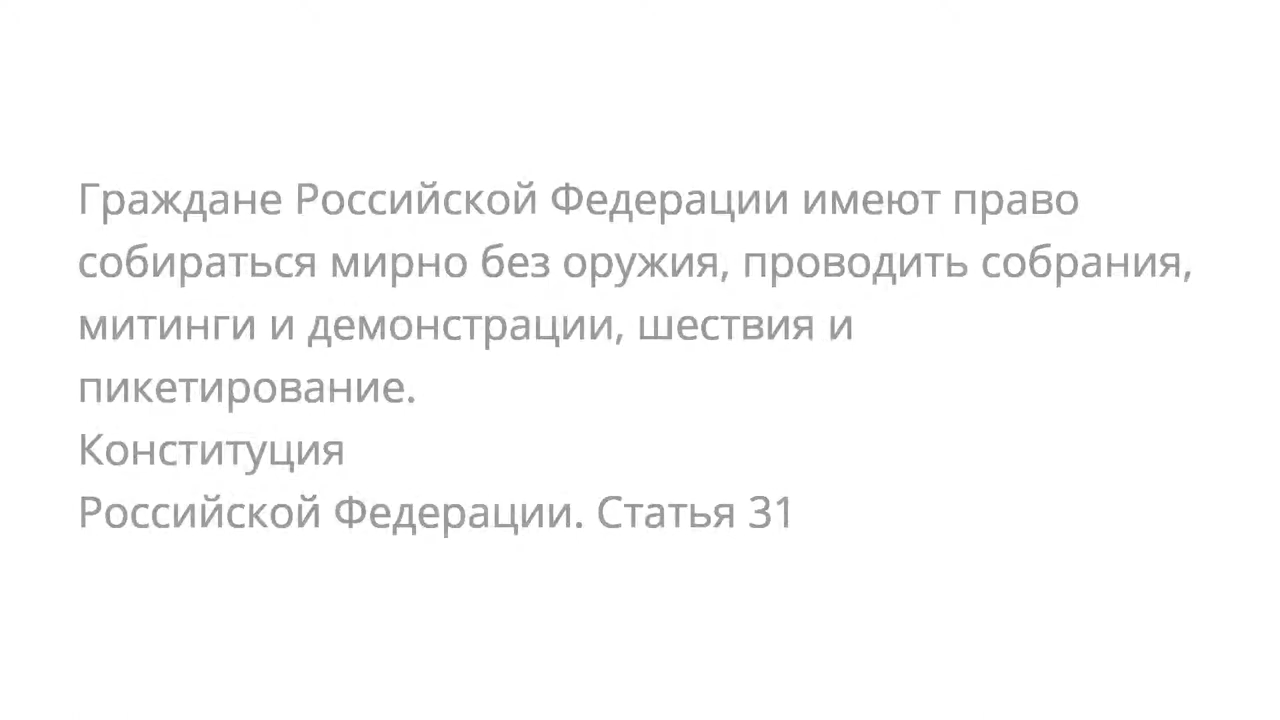 Граждане Российской Федерации имеют право
собираться мирно без оружия, проводить собрания,
митинги и демонстрации, шествия и
пикетирование.
Конституция
Российской Федерации. Статья 31